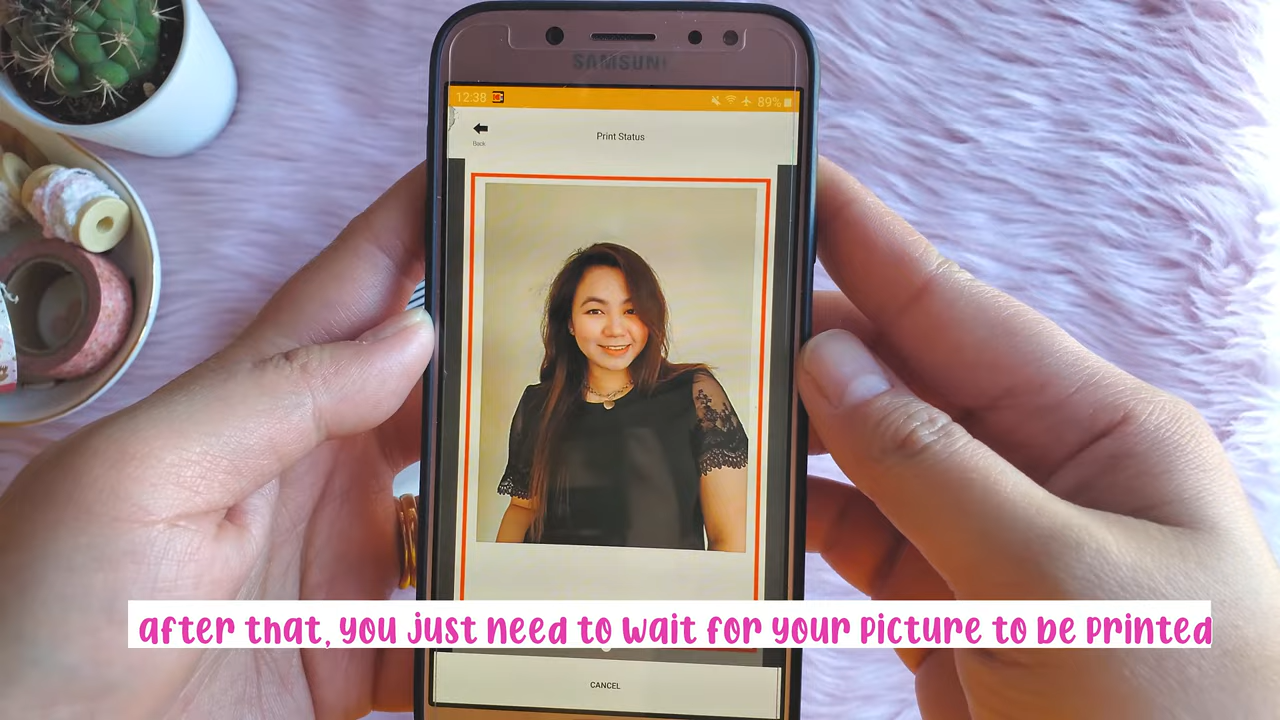 SAMSUNG
12:38
89%
Back
Print Status
after that, you just need to wait for your picture to be printed
CANCEL